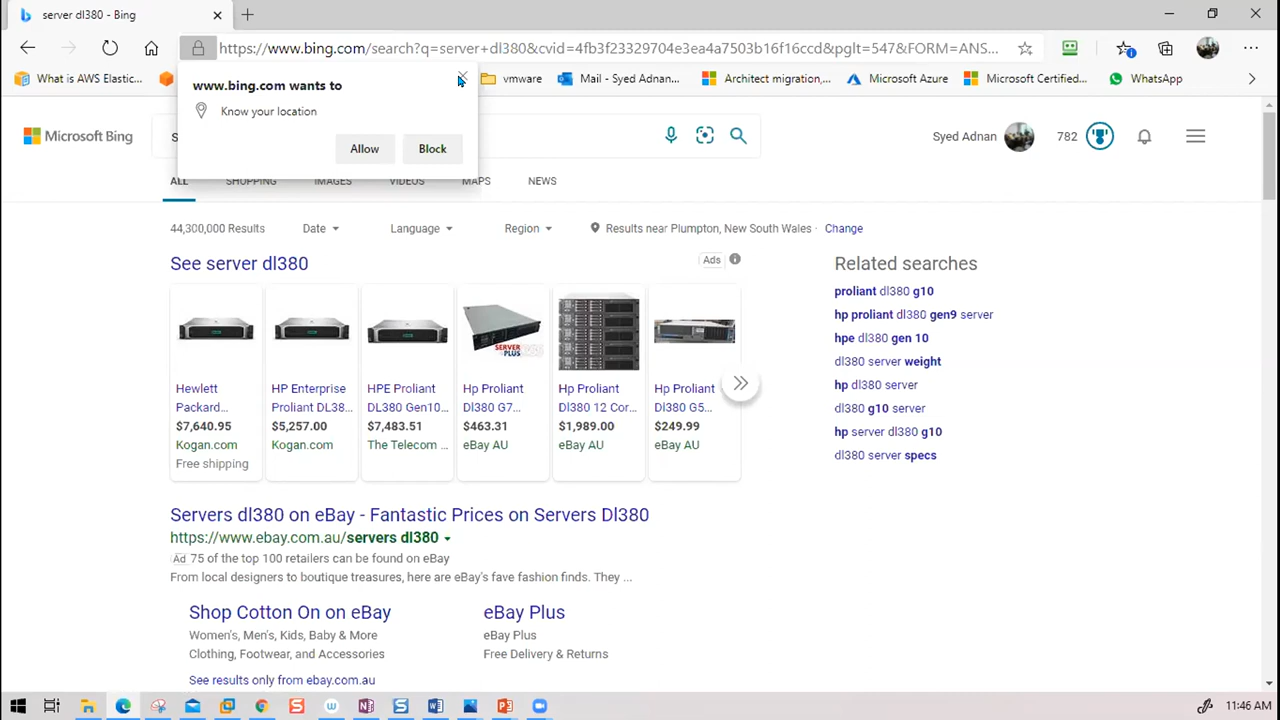 server dl380 - Bing
https://www.bing.com/search?q=server+dl380&cvid=4fb3f23329704e3ea4a7503b16f16ccd&pglt=547&FORM=ANS...
What is AWS Elastic...
vmware
Mail - Syed Adnan...
Architect migration,...
Microsoft Azure
Microsoft Certified...
WhatsApp
www.bing.com wants to
Know your location
Allow
Block
Microsoft Bing
s
Syed Adnan
782
ALL
SHOPPING
IMAGES
VIDEOS
MAPS
NEWS
44,300,000 Results
Date
Language
Region
Results near Plumpton, New South Wales ·
Change
See server dl380
Ads
Hewlett
Packard...
$7,640.95
Kogan.com
Free shipping
HP Enterprise
Proliant DL38...
$5,257.00
Kogan.com
HPE Proliant
DL380 Gen10...
$7,483.51
The Telecom ...
SERVER
PLUS
Hp Proliant
Dl380 G7...
$463.31
eBay AU
Hp Proliant
Dl380 12 Cor...
$1,989.00
eBay AU
Hp Proliant
Dl380 G5...
$249.99
eBay AU
Related searches
proliant dl380 g10
hp proliant dl380 gen9 server
hpe dl380 gen 10
dl380 server weight
hp dl380 server
dl380 g10 server
hp server dl380 g10
dl380 server specs
Servers dl380 on eBay - Fantastic Prices on Servers Dl380
https://www.ebay.com.au/servers dl380
Ad 75 of the top 100 retailers can be found on eBay
From local designers to boutique treasures, here are eBay's fave fashion finds. They ...
Shop Cotton On on eBay
Women's, Men's, Kids, Baby & More
Clothing, Footwear, and Accessories
eBay Plus
eBay Plus
Free Delivery & Returns
See results only from ebay.com.au
11:46 AM